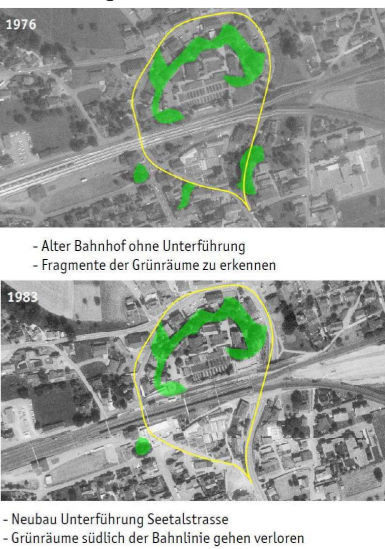 1976
- Alter Bahnhof ohne Unterführung
- Fragmente der Grünräume zu erkennen
1983
- Neubau Unterführung Seetalstrasse
- Grünräume südlich der Bahnlinie gehen verloren